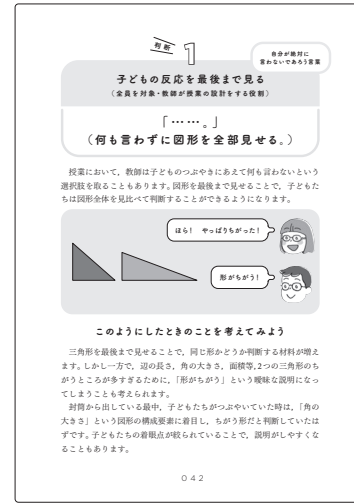 判断 1
自分が絶対に
言わないであろう言葉
子どもの反応を最後まで見る
（全員を対象・教師が授業の設計をする役割）
「……。」
（何も言わずに図形を全部見せる。）
授業において，教師は子どものつぶやきにあえて何も言わないという
選択肢を取ることもあります。図形を最後まで見せることで，子どもた
ちは図形全体を見比べて判断することができるようになります。
ほら！　やっぱりちがった！
形がちがう！
このようにしたときのことを考えてみよう
三角形を最後まで見せることで，同じ形かどうか判断する材料が増え
ます。しかし一方で，辺の長さ，角の大きさ，面積等，2つの三角形のち
がうところが多すぎるために，「形がちがう」という曖昧な説明になっ
てしまうことも考えられます。
封筒から出している最中，子どもたちがつぶやいていた時は，「角の
大きさ」という図形の構成要素に着目し，ちがう形だと判断していたは
ずです。子どもたちの着眼点が絞られていることで，説明がしやすくな
ることもあります。
042